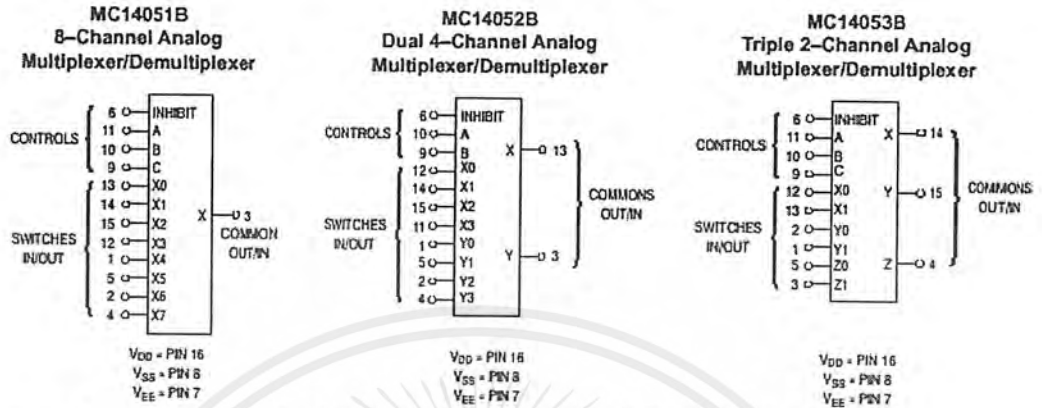 MC14051B
8–Channel Analog
Multiplexer/Demultiplexer
CONTROLS
6 INHIBIT
11 A
10 B
9 C
SWITCHES
IN/OUT
13 X0
14 X1
15 X2
12 X3
1 X4
5 X5
2 X6
4 X7
X 3
COMMON
OUT/IN
VDD = PIN 16
VSS = PIN 8
VEE = PIN 7
MC14052B
Dual 4–Channel Analog
Multiplexer/Demultiplexer
CONTROLS
6 INHIBIT
10 A
9 B
SWITCHES
IN/OUT
12 X0
14 X1
15 X2
11 X3
1 Y0
5 Y1
2 Y2
4 Y3
X 13
Y 3
COMMONS
OUT/IN
VDD = PIN 16
VSS = PIN 8
VEE = PIN 7
MC14053B
Triple 2–Channel Analog
Multiplexer/Demultiplexer
CONTROLS
6 INHIBIT
11 A
10 B
9 C
SWITCHES
IN/OUT
12 X0
13 X1
2 Y0
1 Y1
5 Z0
3 Z1
X 14
Y 15
Z 4
COMMONS
OUT/IN
VDD = PIN 16
VSS = PIN 8
VEE = PIN 7